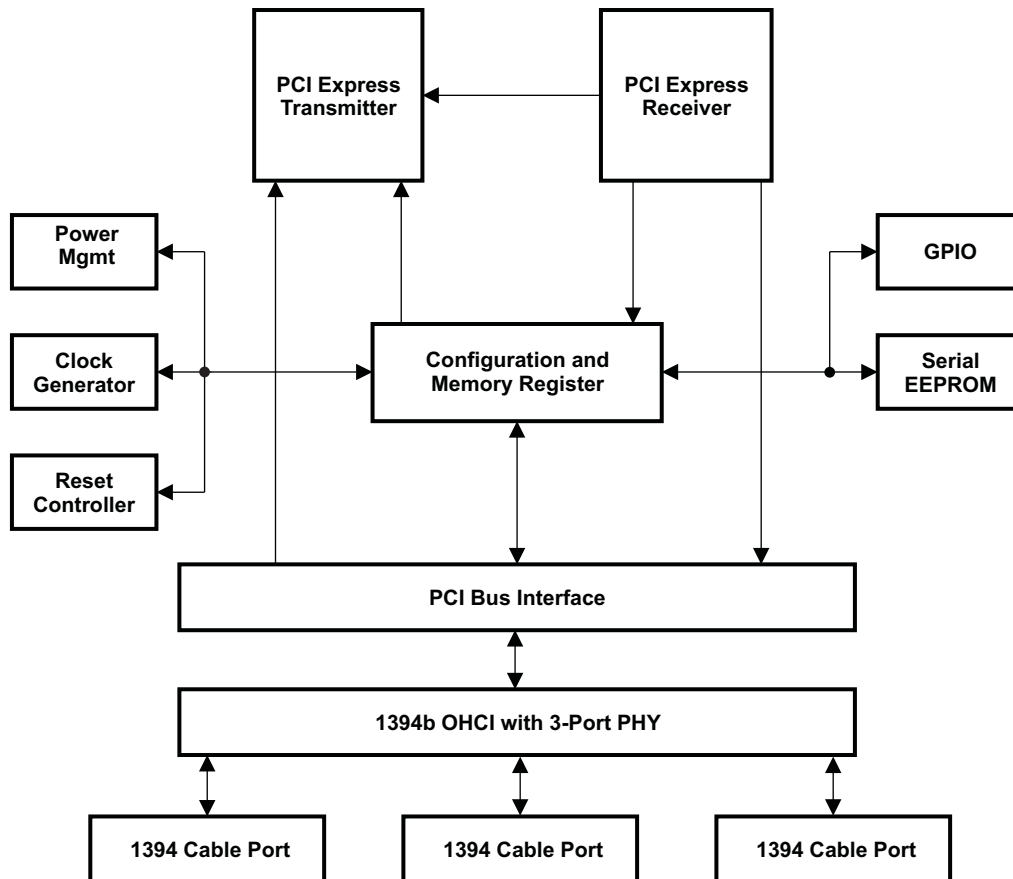 PCI Express
Transmitter
PCI Express
Receiver
Power
Mgmt
GPIO
Clock
Generator
Configuration and
Memory Register
Serial
EEPROM
Reset
Controller
PCI Bus Interface
1394b OHCI with 3-Port PHY
1394 Cable Port
1394 Cable Port
1394 Cable Port